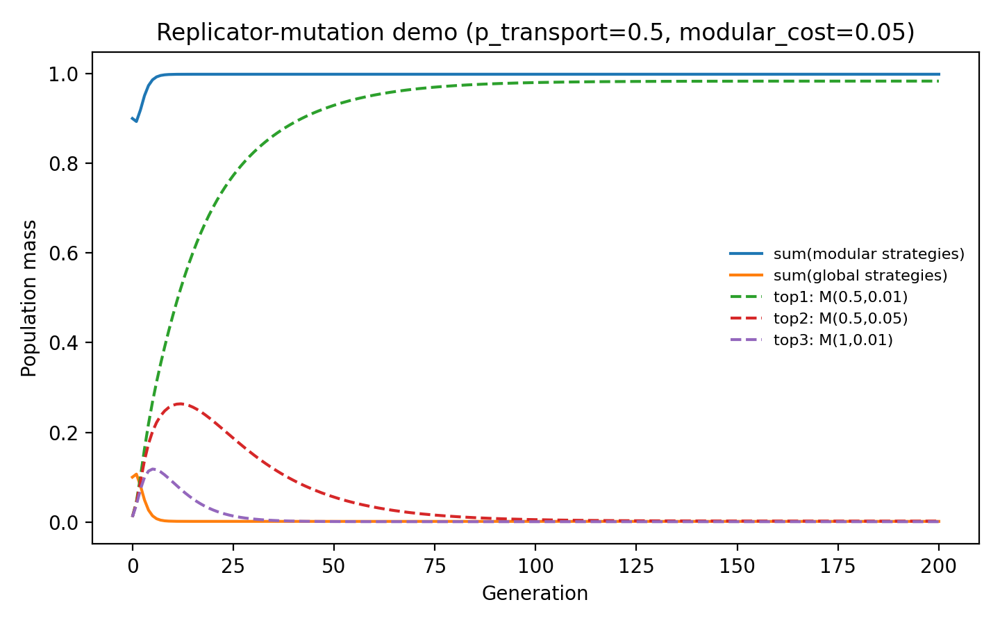 Replicator-mutation demo (p_transport=0.5, modular_cost=0.05)
Population mass
1.0
0.8
0.6
0.4
0.2
0.0
sum(modular strategies)
sum(global strategies)
top1: M(0.5,0.01)
top2: M(0.5,0.05)
top3: M(1,0.01)
0 25 50 75 100 125 150 175 200
Generation